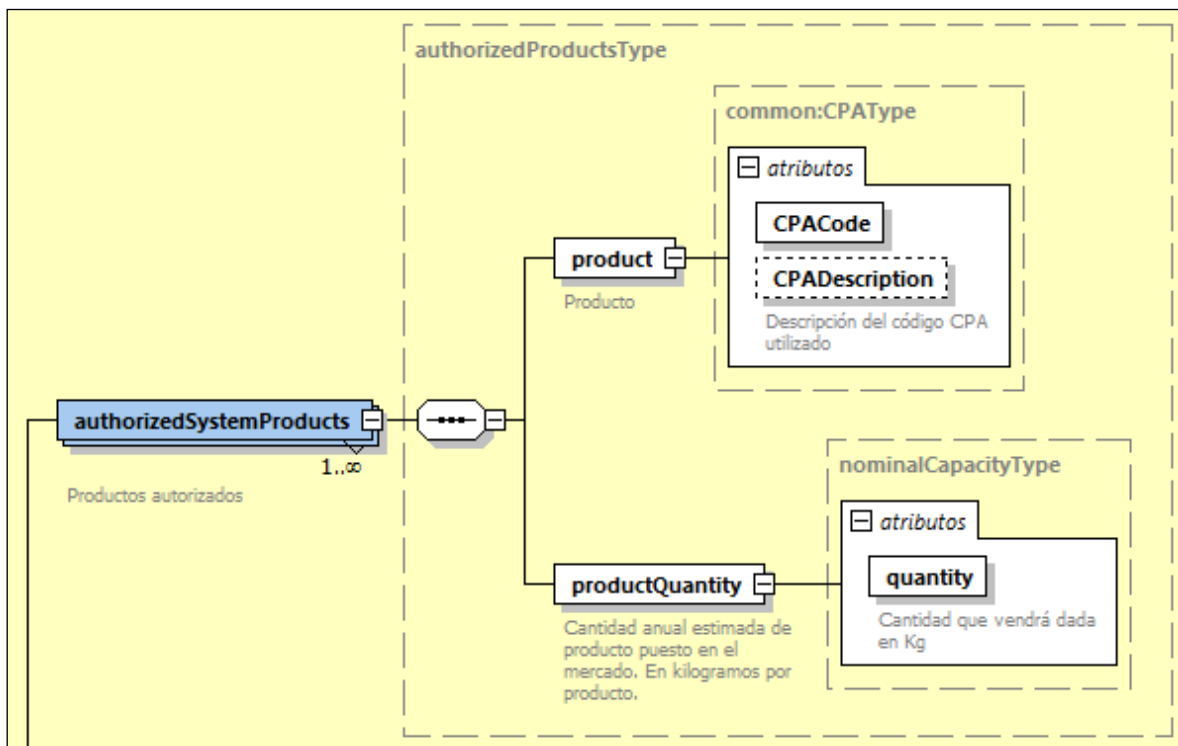 authorizedProductsType
common:CPAType
atributos
CPACode
product
CPADescription
Producto
Descripción del código CPA
utilizado
authorizedSystemProducts
1..∞
Productos autorizados
nominalCapacityType
atributos
quantity
productQuantity
Cantidad que vendrá dada
en Kg
Cantidad anual estimada de
producto puesto en el
mercado. En kilogramos por
producto.